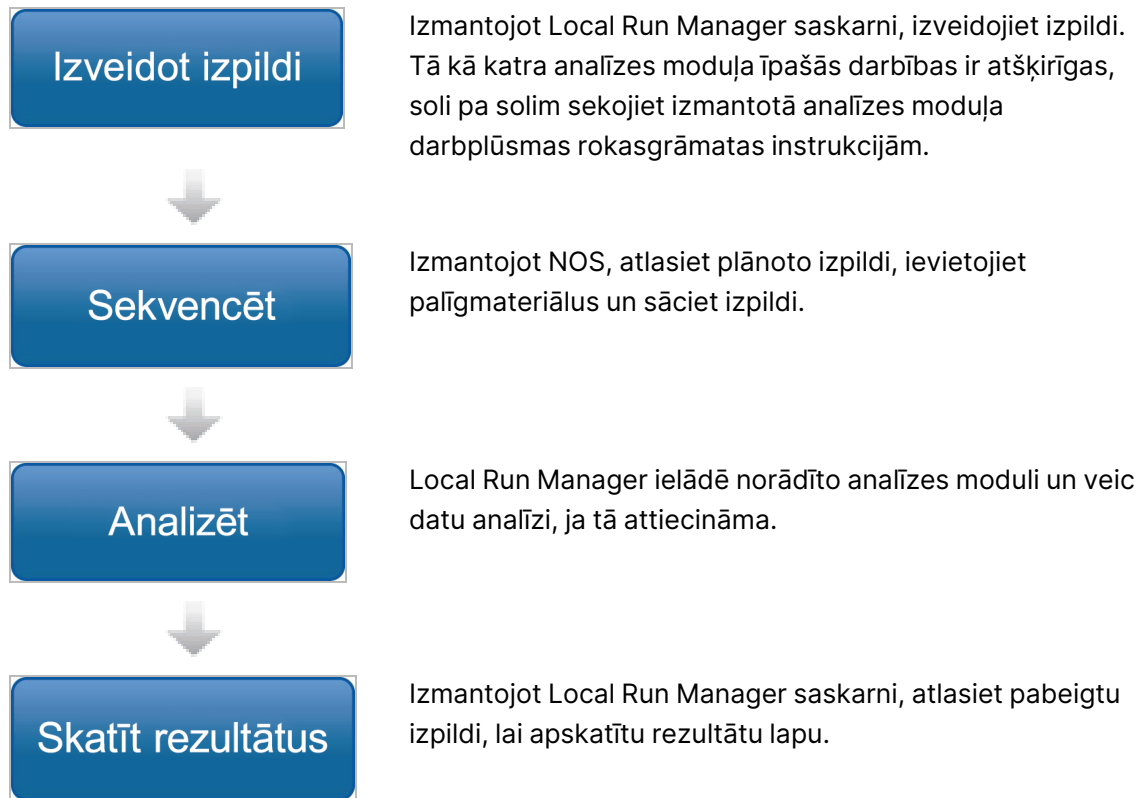 Izveidot izpildi
Izmantojot Local Run Manager saskarni, izveidojiet izpildi.
Tā kā katra analīzes moduļa īpašās darbības ir atšķirīgas,
soli pa solim sekojiet izmantotā analīzes moduļa
darbplūsmas rokasgrāmatas instrukcijām.
Sekvencēt
Izmantojot NOS, atlasiet plānoto izpildi, ievietojiet
palīgmateriālus un sāciet izpildi.
Analizēt
Local Run Manager ielādē norādīto analīzes moduli un veic
datu analīzi, ja tā attiecināma.
Skatīt rezultātus
Izmantojot Local Run Manager saskarni, atlasiet pabeigtu
izpildi, lai apskatītu rezultātu lapu.